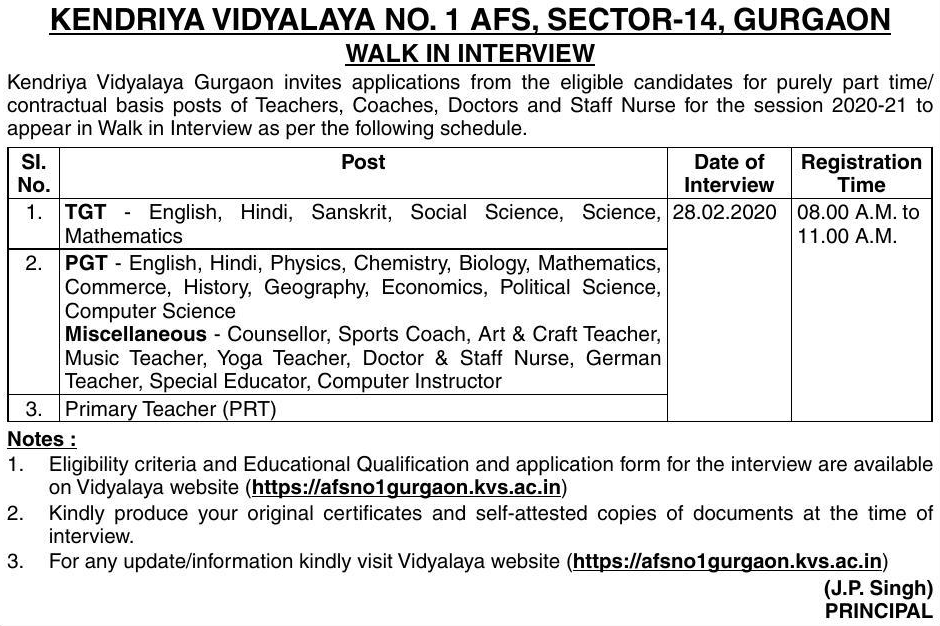 KENDRIYA VIDYALAYA NO. 1 AFS, SECTOR-14, GURGAON
WALK IN INTERVIEW
Kendriya Vidyalaya Gurgaon invites applications from the eligible candidates for purely part time/
contractual basis posts of Teachers, Coaches, Doctors and Staff Nurse for the session 2020-21 to
appear in Walk in Interview as per the following schedule.
Sl. No. Post Date of Interview Registration Time
1. TGT - English, Hindi, Sanskrit, Social Science, Science, 28.02.2020 08.00 A.M. to
Mathematics 11.00 A.M.
2. PGT - English, Hindi, Physics, Chemistry, Biology, Mathematics,
Commerce, History, Geography, Economics, Political Science,
Computer Science
Miscellaneous - Counsellor, Sports Coach, Art & Craft Teacher,
Music Teacher, Yoga Teacher, Doctor & Staff Nurse, German
Teacher, Special Educator, Computer Instructor
3. Primary Teacher (PRT)
Notes :
1. Eligibility criteria and Educational Qualification and application form for the interview are available
on Vidyalaya website (https://afsno1gurgaon.kvs.ac.in)
2. Kindly produce your original certificates and self-attested copies of documents at the time of
interview.
3. For any update/information kindly visit Vidyalaya website (https://afsno1gurgaon.kvs.ac.in)
(J.P. Singh)
PRINCIPAL